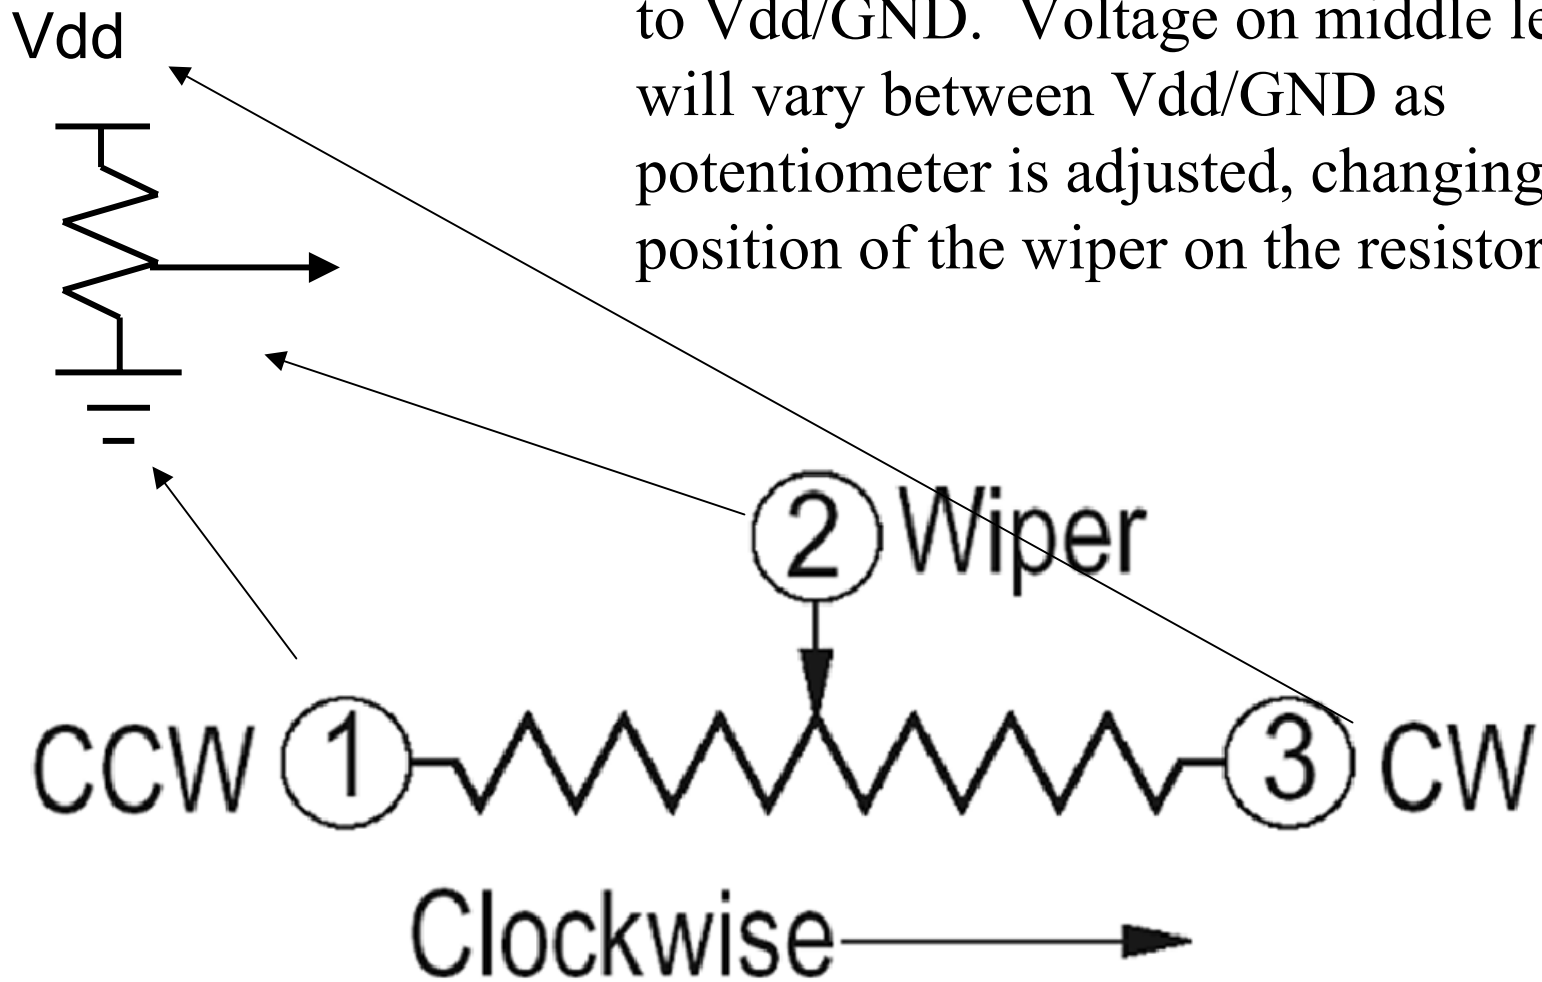 Vdd
to Vdd/GND. Voltage on middle
will vary between Vdd/GND as
potentiometer is adjusted, changing
position of the wiper on the resistor
2 Wiper
CCW 1 3 CW
Clockwise